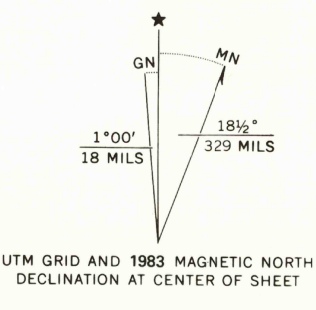 ★
GN
MN
1°00′
18 MILS
18½°
329 MILS
UTM GRID AND 1983 MAGNETIC NORTH
DECLINATION AT CENTER OF SHEET